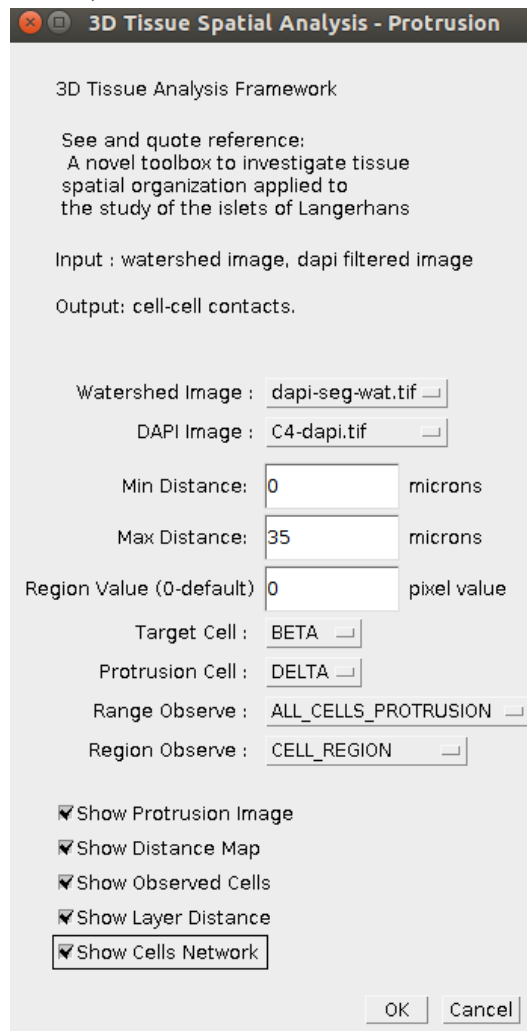 3D Tissue Spatial Analysis - Protrusion
3D Tissue Analysis Framework
See and quote reference:
A novel toolbox to investigate tissue
spatial organization applied to
the study of the islets of Langerhans
Input : watershed image, dapi filtered image
Output: cell-cell contacts.
Watershed Image : dapi-seg-wat.tif
DAPI Image : C4-dapi.tif
Min Distance: 0 microns
Max Distance: 35 microns
Region Value (0-default) 0 pixel value
Target Cell : BETA
Protrusion Cell : DELTA
Range Observe : ALL_CELLS_PROTRUSION
Region Observe : CELL_REGION
Show Protrusion Image
Show Distance Map
Show Observed Cells
Show Layer Distance
Show Cells Network
OK Cancel